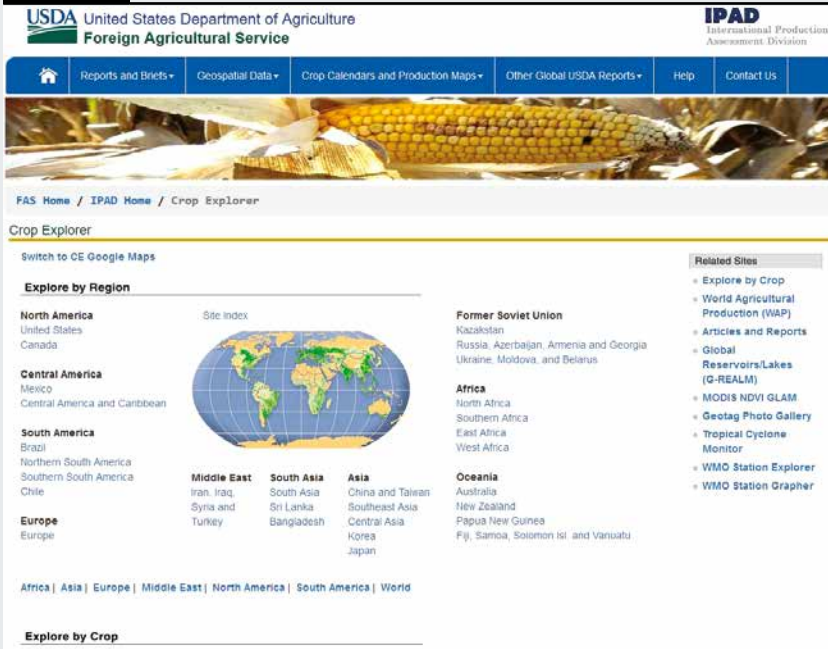 USDA United States Department of Agriculture
Foreign Agricultural Service
IPAD
International Production
Assessment Division
Reports and Briefs
Geospatial Data
Crop Calendars and Production Maps
Other Global USDA Reports
Help
Contact Us
FAS Home / IPAD Home / Crop Explorer
Crop Explorer
Switch to CE Google Maps
Explore by Region
North America
United States
Canada
Central America
Mexico
Central America and Caribbean
South America
Brazil
Northern South America
Southern South America
Chile
Europe
Europe
Site Index
Middle East
Iran, Iraq,
Syria and
Turkey
South Asia
South Asia
Sri Lanka
Bangladesh
Asia
China and Taiwan
Southeast Asia
Central Asia
Korea
Japan
Former Soviet Union
Kazakstan
Russia, Azerbaijan, Armenia and Georgia
Ukraine, Moldova, and Belarus
Africa
North Africa
Southern Africa
East Africa
West Africa
Oceania
Australia
New Zealand
Papua New Guinea
Fiji, Samoa, Solomon Isl. and Vanuatu
Related Sites
Explore by Crop
World Agricultural
Production (WAP)
Articles and Reports
Global
Reservoirs/Lakes
(G-REALM)
MODIS NDVI GLAM
Geotag Photo Gallery
Tropical Cyclone
Monitor
WMO Station Explorer
WMO Station Grapher
Africa | Asia | Europe | Middle East | North America | South America | World
Explore by Crop